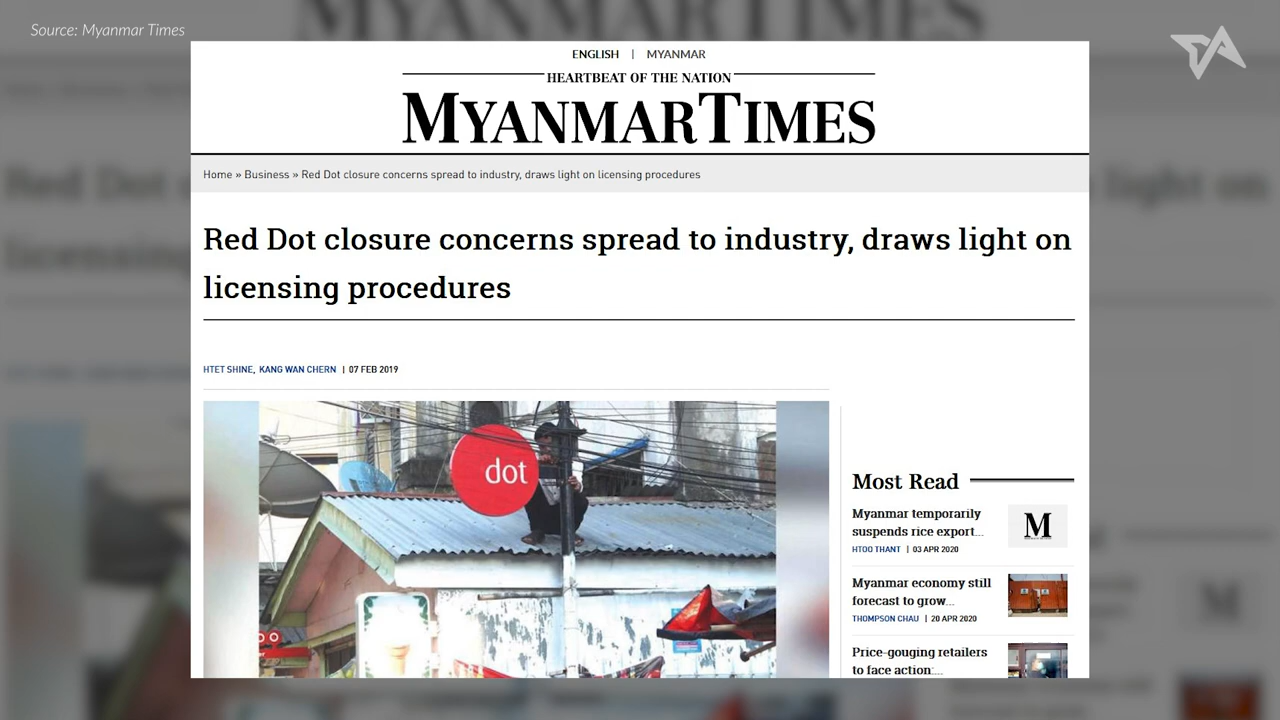 Source: Myanmar Times
ENGLISH | MYANMAR
HEARTBEAT OF THE NATION
MYANMAR TIMES
Home » Business » Red Dot closure concerns spread to industry, draws light on licensing procedures
Red Dot closure concerns spread to industry, draws light on
licensing procedures
HTET SHINE, KANG WAN CHERN | 07 FEB 2019
dot
Most Read
Myanmar temporarily
suspends rice export...
HTOO THANT | 03 APR 2020
M
Myanmar economy still
forecast to grow...
THOMPSON CHAU | 20 APR 2020
Price-gouging retailers
to face action:...